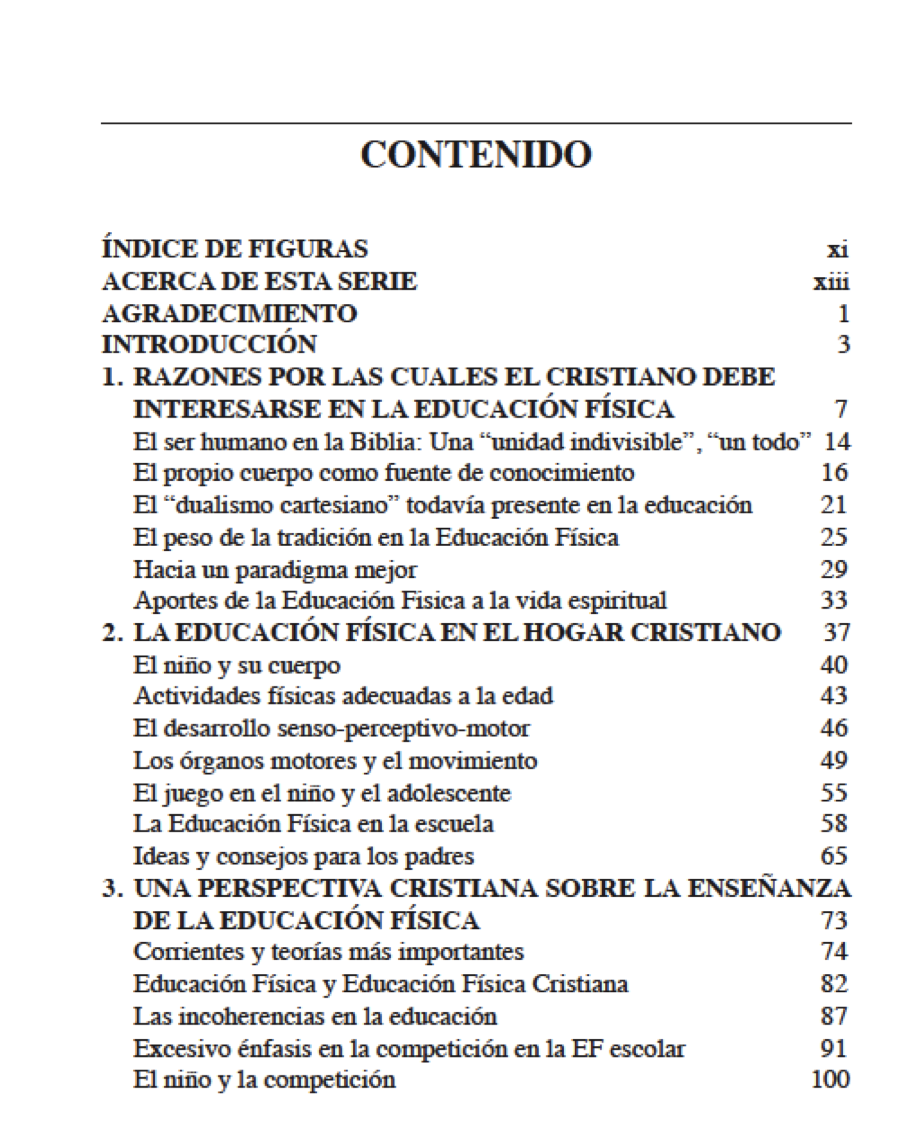 CONTENIDO
ÍNDICE DE FIGURAS xi
ACERCA DE ESTA SERIE xiii
AGRADECIMIENTO 1
INTRODUCCIÓN 3
1. RAZONES POR LAS CUALES EL CRISTIANO DEBE
INTERESARSE EN LA EDUCACIÓN FÍSICA 7
El ser humano en la Biblia: Una “unidad indivisible”, “un todo” 14
El propio cuerpo como fuente de conocimiento 16
El “dualismo cartesiano” todavía presente en la educación 21
El peso de la tradición en la Educación Física 25
Hacia un paradigma mejor 29
Aportes de la Educación Fisica a la vida espiritual 33
2. LA EDUCACIÓN FÍSICA EN EL HOGAR CRISTIANO 37
El niño y su cuerpo 40
Actividades físicas adecuadas a la edad 43
El desarrollo senso-perceptivo-motor 46
Los órganos motores y el movimiento 49
El juego en el niño y el adolescente 55
La Educación Física en la escuela 58
Ideas y consejos para los padres 65
3. UNA PERSPECTIVA CRISTIANA SOBRE LA ENSEÑANZA
DE LA EDUCACIÓN FÍSICA 73
Corrientes y teorías más importantes 74
Educación Física y Educación Física Cristiana 82
Las incoherencias en la educación 87
Excesivo énfasis en la competición en la EF escolar 91
El niño y la competición 100